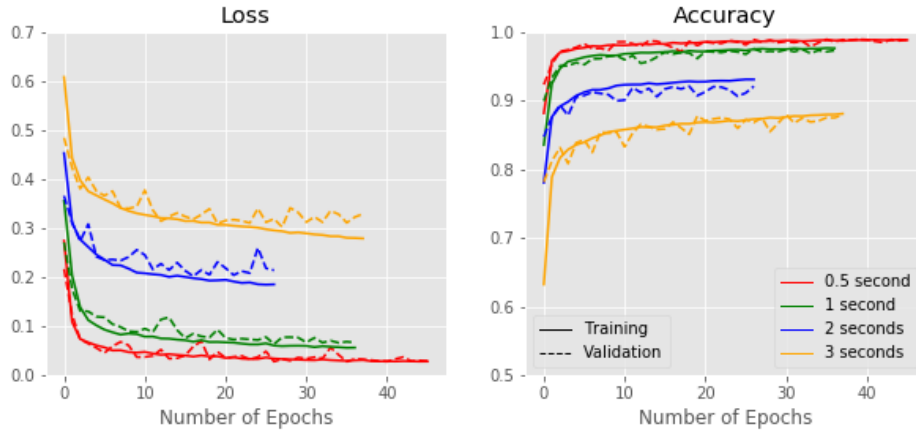 Loss
0.7
0.6
0.5
0.4
0.3
0.2
0.1
0.0
0
10
20
30
40
Number of Epochs
Accuracy
1.0
0.9
0.8
0.7
0.6
0.5
0
10
20
30
40
Number of Epochs
Training
Validation
0.5 second
1 second
2 seconds
3 seconds